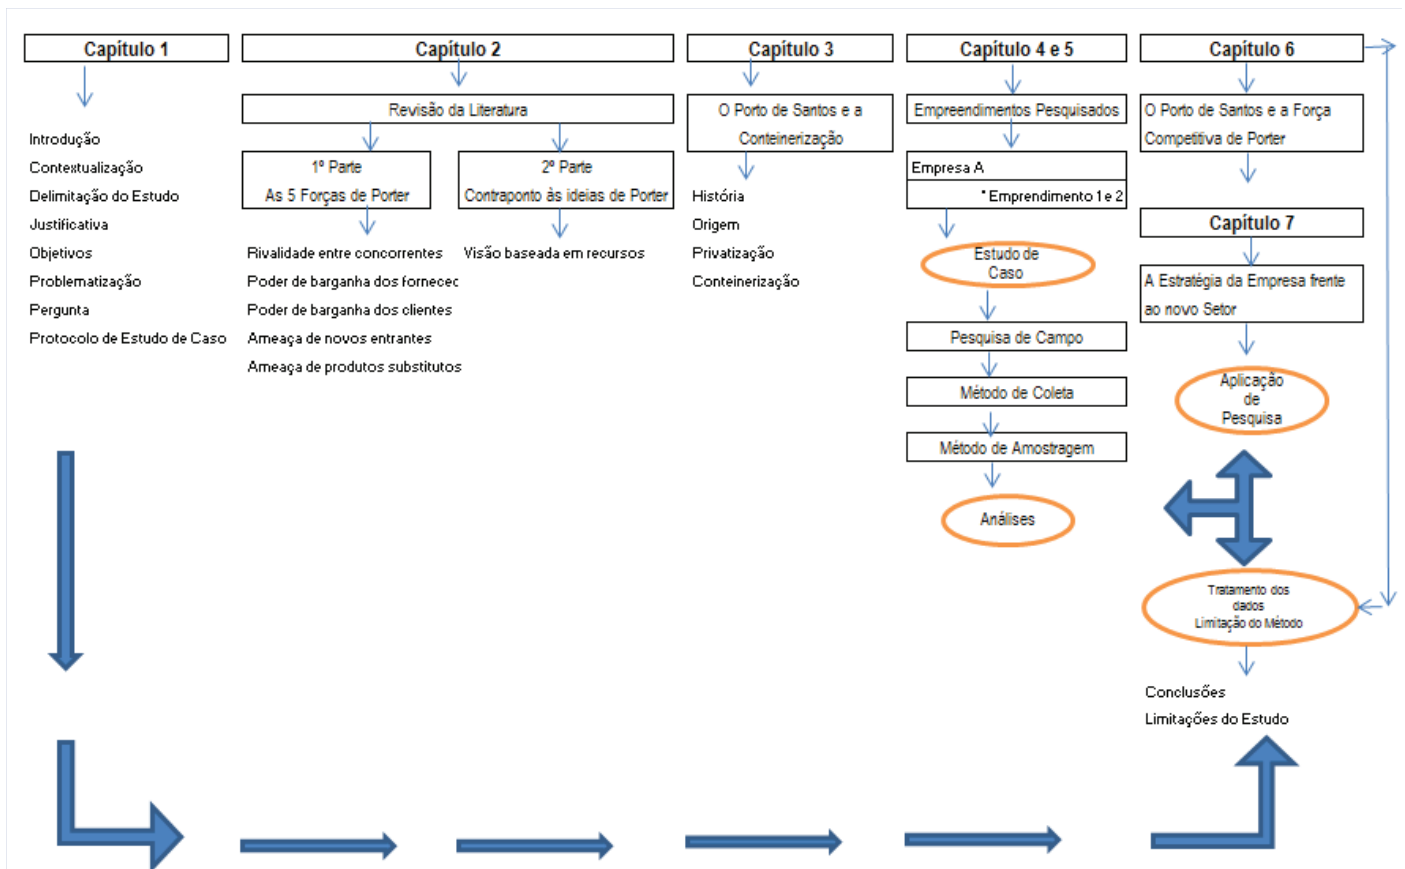 Capítulo 1
Introdução
Contextualização
Delimitação do Estudo
Justificativa
Objetivos
Problematização
Pergunta
Protocolo de Estudo de Caso
Capítulo 2
Revisão da Literatura
1º Parte
As 5 Forças de Porter
Rivalidade entre concorrentes
Poder de barganha dos fornecec
Poder de barganha dos clientes
Ameaça de novos entrantes
Ameaça de produtos substitutos
2º Parte
Contraponto às ideias de Porter
Visão baseada em recursos
Capítulo 3
O Porto de Santos e a
Conteinerização
História
Origem
Privatização
Conteinerização
Capítulo 4 e 5
Empreendimentos Pesquisados
Empresa A
* Emprendimento 1 e 2
Estudo de
Caso
Pesquisa de Campo
Método de Coleta
Método de Amostragem
Análises
Capítulo 6
O Porto de Santos e a Força
Competitiva de Porter
Capítulo 7
A Estratégia da Empresa frente
ao novo Setor
Aplicação
de
Pesquisa
Tratamento dos
dados
Limitação do Método
Conclusões
Limitações do Estudo